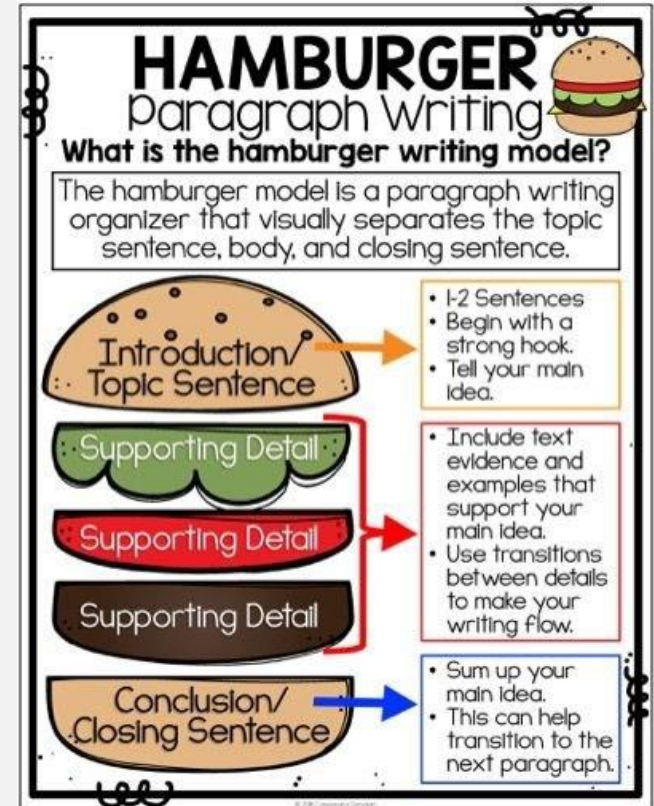 HAMBURGER
Paragraph Writing
What is the hamburger writing model?
The hamburger model is a paragraph writing
organizer that visually separates the topic
sentence, body, and closing sentence.
Introduction/
Topic Sentence
• 1-2 Sentences
• Begin with a
strong hook.
• Tell your main
idea.
Supporting Detail
Supporting Detail
Supporting Detail
• Include text
evidence and
examples that
support your
main idea.
• Use transitions
between details
to make your
writing flow.
Conclusion/
Closing Sentence
• Sum up your
main idea.
• This can help
transition to the
next paragraph.